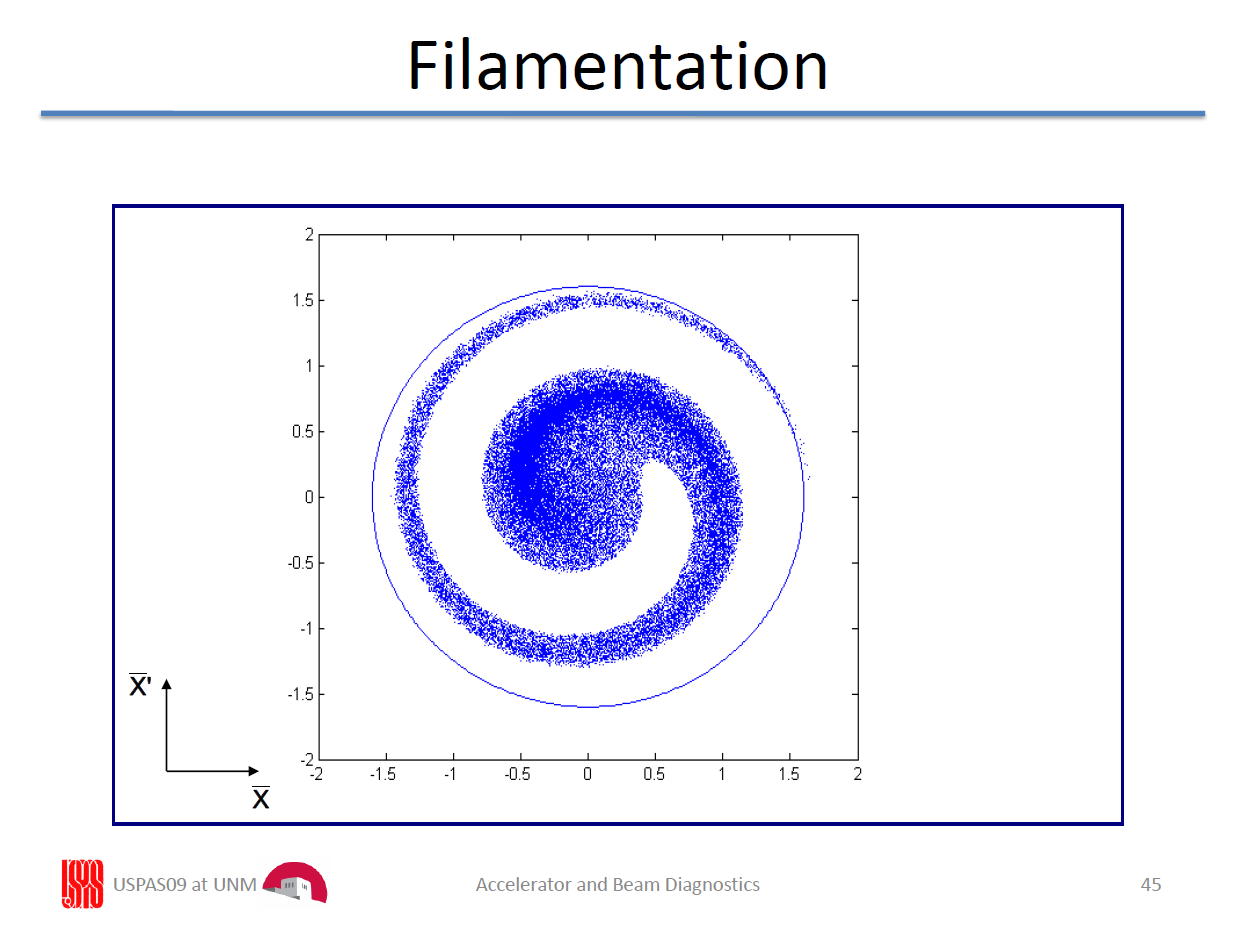 Filamentation
2
1.5
1
0.5
0
-0.5
-1
-1.5
-2
-2 -1.5 -1 -0.5 0 0.5 1 1.5 2
X̅'
X̅
USPAS09 at UNM
Accelerator and Beam Diagnostics
45